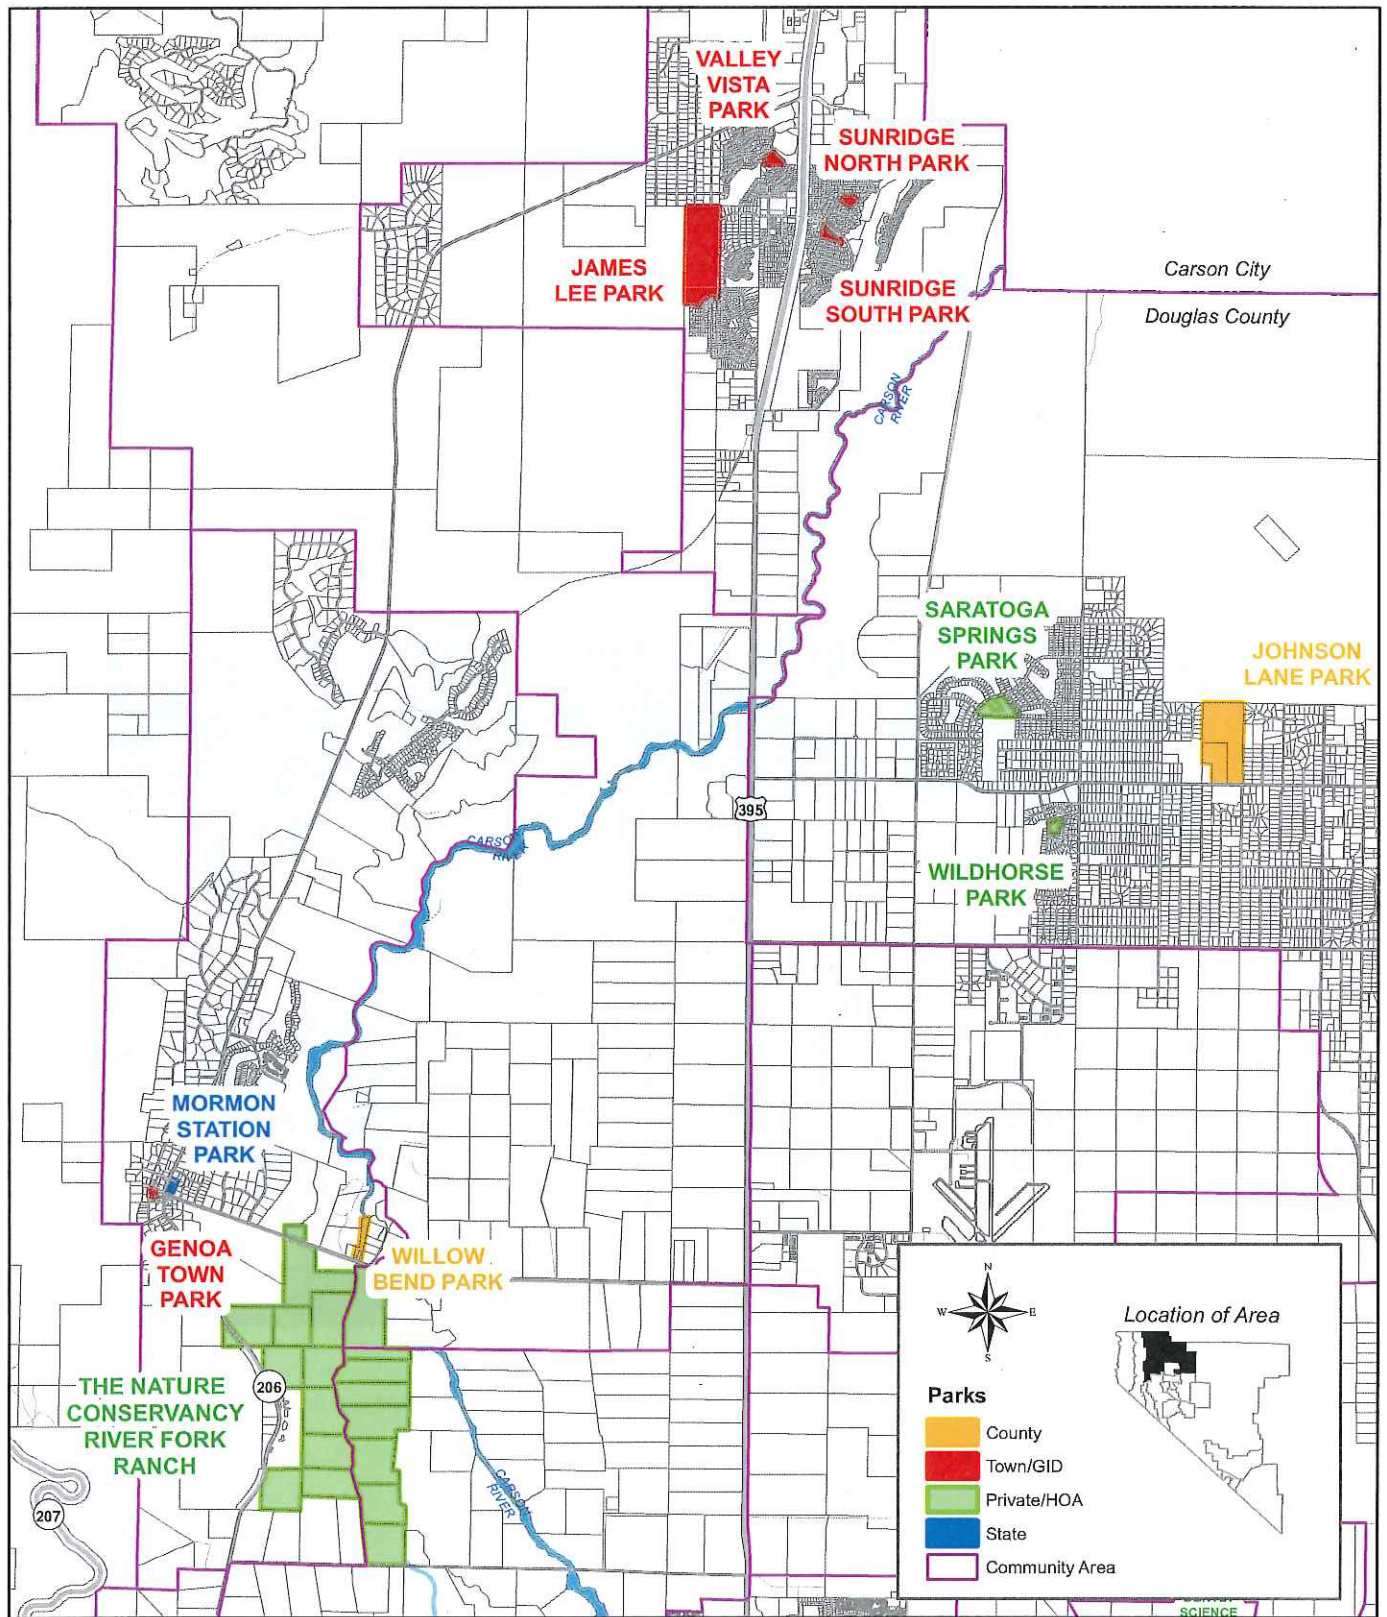 VALLEY
VISTA
PARK
SUNRIDGE
NORTH PARK
JAMES
LEE PARK
SUNRIDGE
SOUTH PARK
Carson City
Douglas County
CARSON
RIVER
SARATOGA
SPRINGS
PARK
JOHNSON
LANE PARK
395
CARSON
RIVER
WILDHORSE
PARK
MORMON
STATION
PARK
GENOA
TOWN
PARK
WILLOW
BEND PARK
THE NATURE
CONSERVANCY
RIVER FORK
RANCH
206
207
CARSON
RIVER
N
W E
S
Location of Area
Parks
County
Town/GID
Private/HOA
State
Community Area
SCIENCE